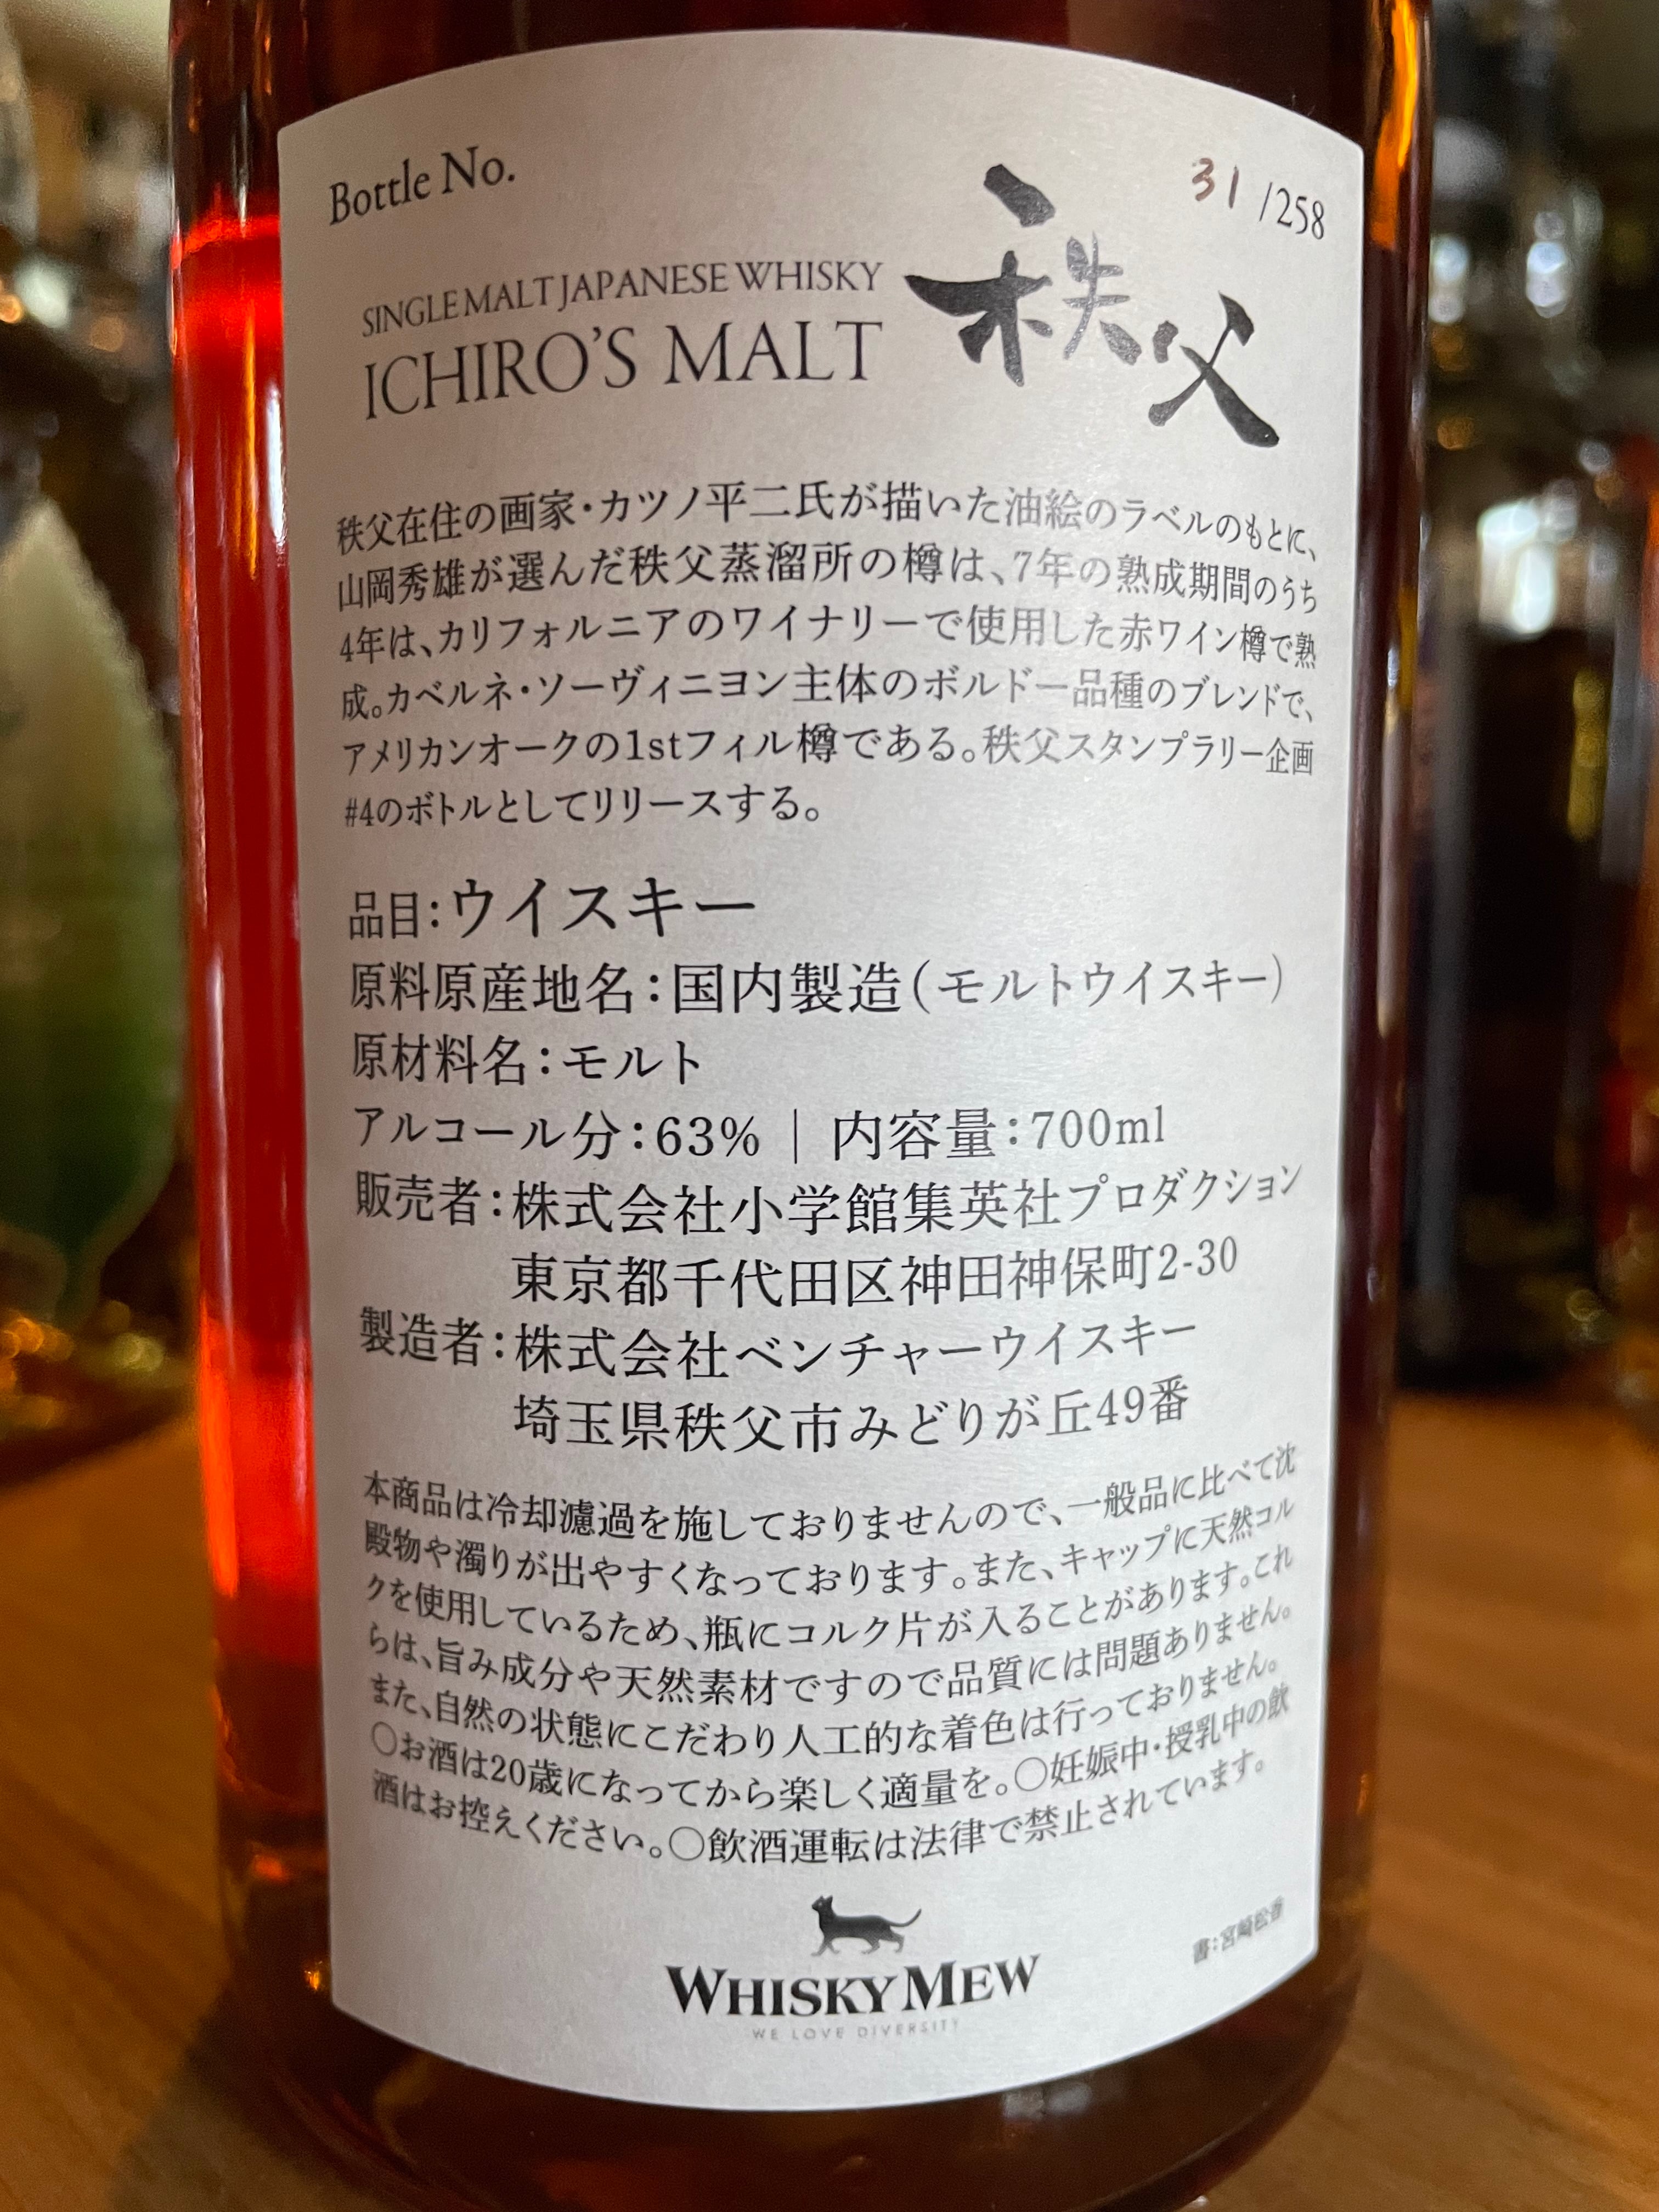 Bottle No. 31 /258
SINGLE MALT JAPANESE WHISKY
ICHIRO'S MALT
秩父
秩父在住の画家・カツノ平二氏が描いた油絵のラベルのもとに、
山岡秀雄が選んだ秩父蒸溜所の樽は、7年の熟成期間のうち
4年は、カリフォルニアのワイナリーで使用した赤ワイン樽で熟
成。カベルネ・ソーヴィニヨン主体のボルドー品種のブレンドで、
アメリカンオークの1stフィル樽である。秩父スタンプラリー企画
#4のボトルとしてリリースする。
品目:ウイスキー
原料原産地名:国内製造(モルトウイスキー)
原材料名:モルト
アルコール分:63% | 内容量:700ml
販売者:株式会社小学館集英社プロダクション
東京都千代田区神田神保町2-30
製造者:株式会社ベンチャーウイスキー
埼玉県秩父市みどりが丘49番
本商品は冷却濾過を施しておりませんので、一般品に比べて沈
殿物や濁りが出やすくなっております。また、キャップに天然コル
クを使用しているため、瓶にコルク片が入ることがあります。これ
らは、旨み成分や天然素材ですので品質には問題ありません。
また、自然の状態にこだわり人工的な着色は行っておりません。
○お酒は20歳になってから楽しく適量を。○妊娠中・授乳中の飲
酒はお控えください。○飲酒運転は法律で禁止されています。
WHISKY MEW
WE LOVE DIVERSITY
書:宮崎